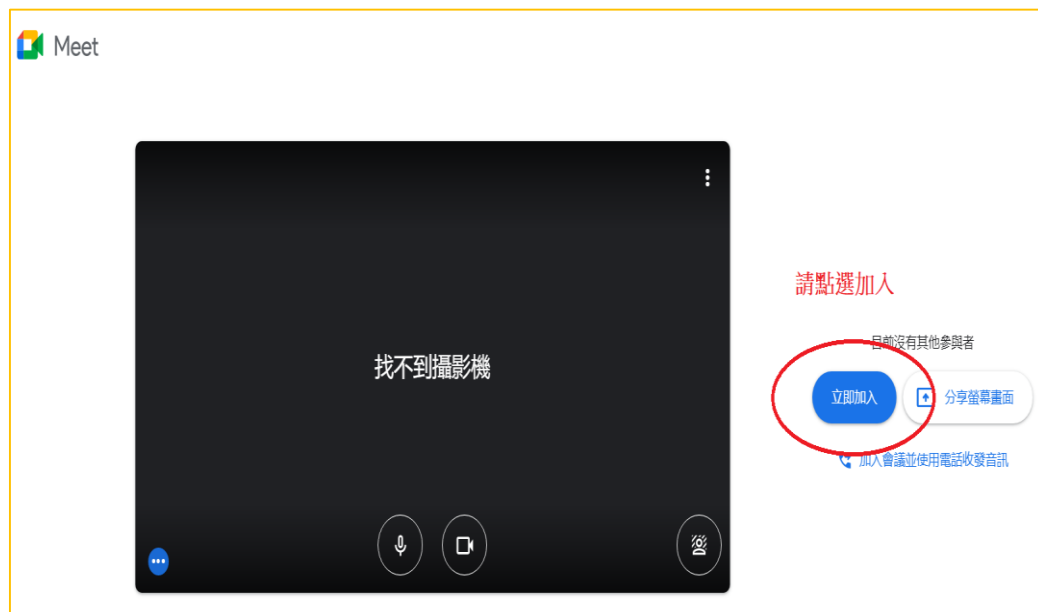 Meet
找不到攝影機
請點選加入
目前沒有其他參與者
立即加入
分享螢幕畫面
加入會議並使用電話收發音訊